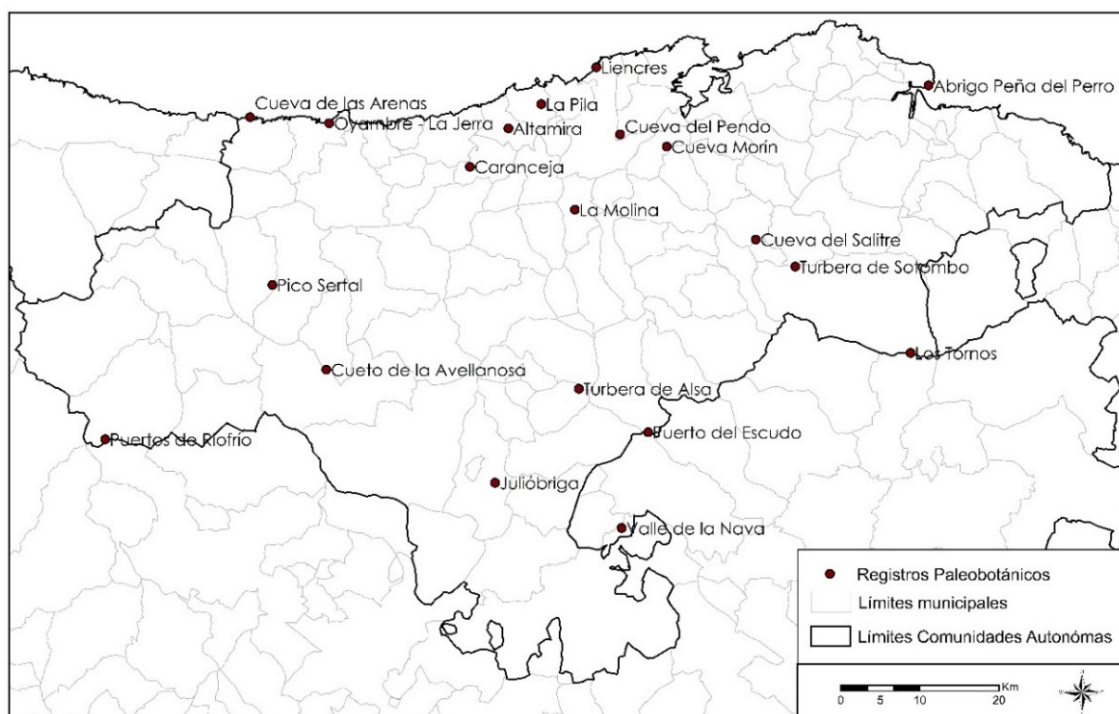 Liencres
Abrigo Peña del Perro
La Pila
Cueva de las Arenas
Oyambre - La Jerra
Altamira
Cueva del Pendo
Cueva Morín
Caranceja
La Molina
Cueva del Salitre
Turbera de Sotombo
Pico Sertal
Los Tornos
Cueto de la Avellanosa
Turbera de Alsa
Puerto del Escudo
Puertos de Riofrío
Julióbriga
Valle de la Nava
Registros Paleobotánicos
Límites municipales
Límites Comunidades Autonómas
0 5 10 20 Km